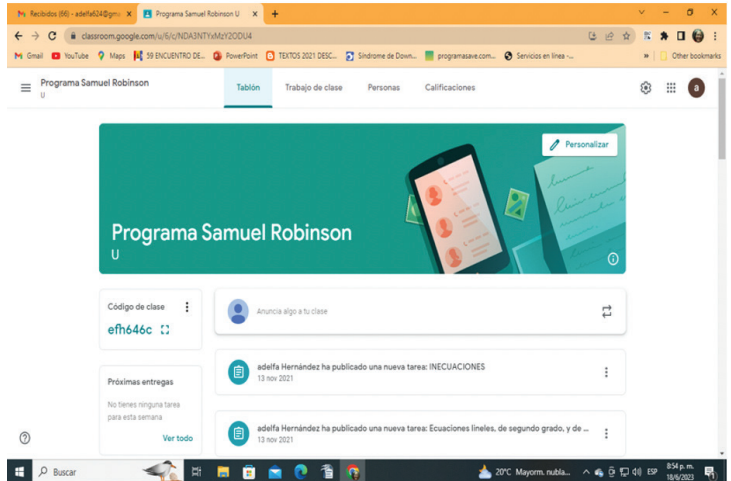 Recibidos (66) - adelfa624@gma
Programa Samuel Robinson U
classroom.google.com/u/6/c/NDA3NTYxMzY2ODU4
Gmail
YouTube
Maps
59 ENCUENTRO DE...
PowerPoint
TEXTOS 2021 DESC...
Sindrome de Down...
programasave.com...
Servicios en línea -...
Other bookmarks
Programa Samuel Robinson
U
Tablón
Trabajo de clase
Personas
Calificaciones
a
Personalizar
Programa Samuel Robinson
U
Código de clase
efh646c
Anuncia algo a tu clase
adelfa Hernández ha publicado una nueva tarea: INECUACIONES
13 nov 2021
Próximas entregas
No tienes ninguna tarea
para esta semana
Ver todo
adelfa Hernández ha publicado una nueva tarea: Ecuaciones lineles, de segundo grado, y de ...
13 nov 2021
Buscar
20°C Mayorm. nubla...
ESP
8:54 p. m.
18/6/2023